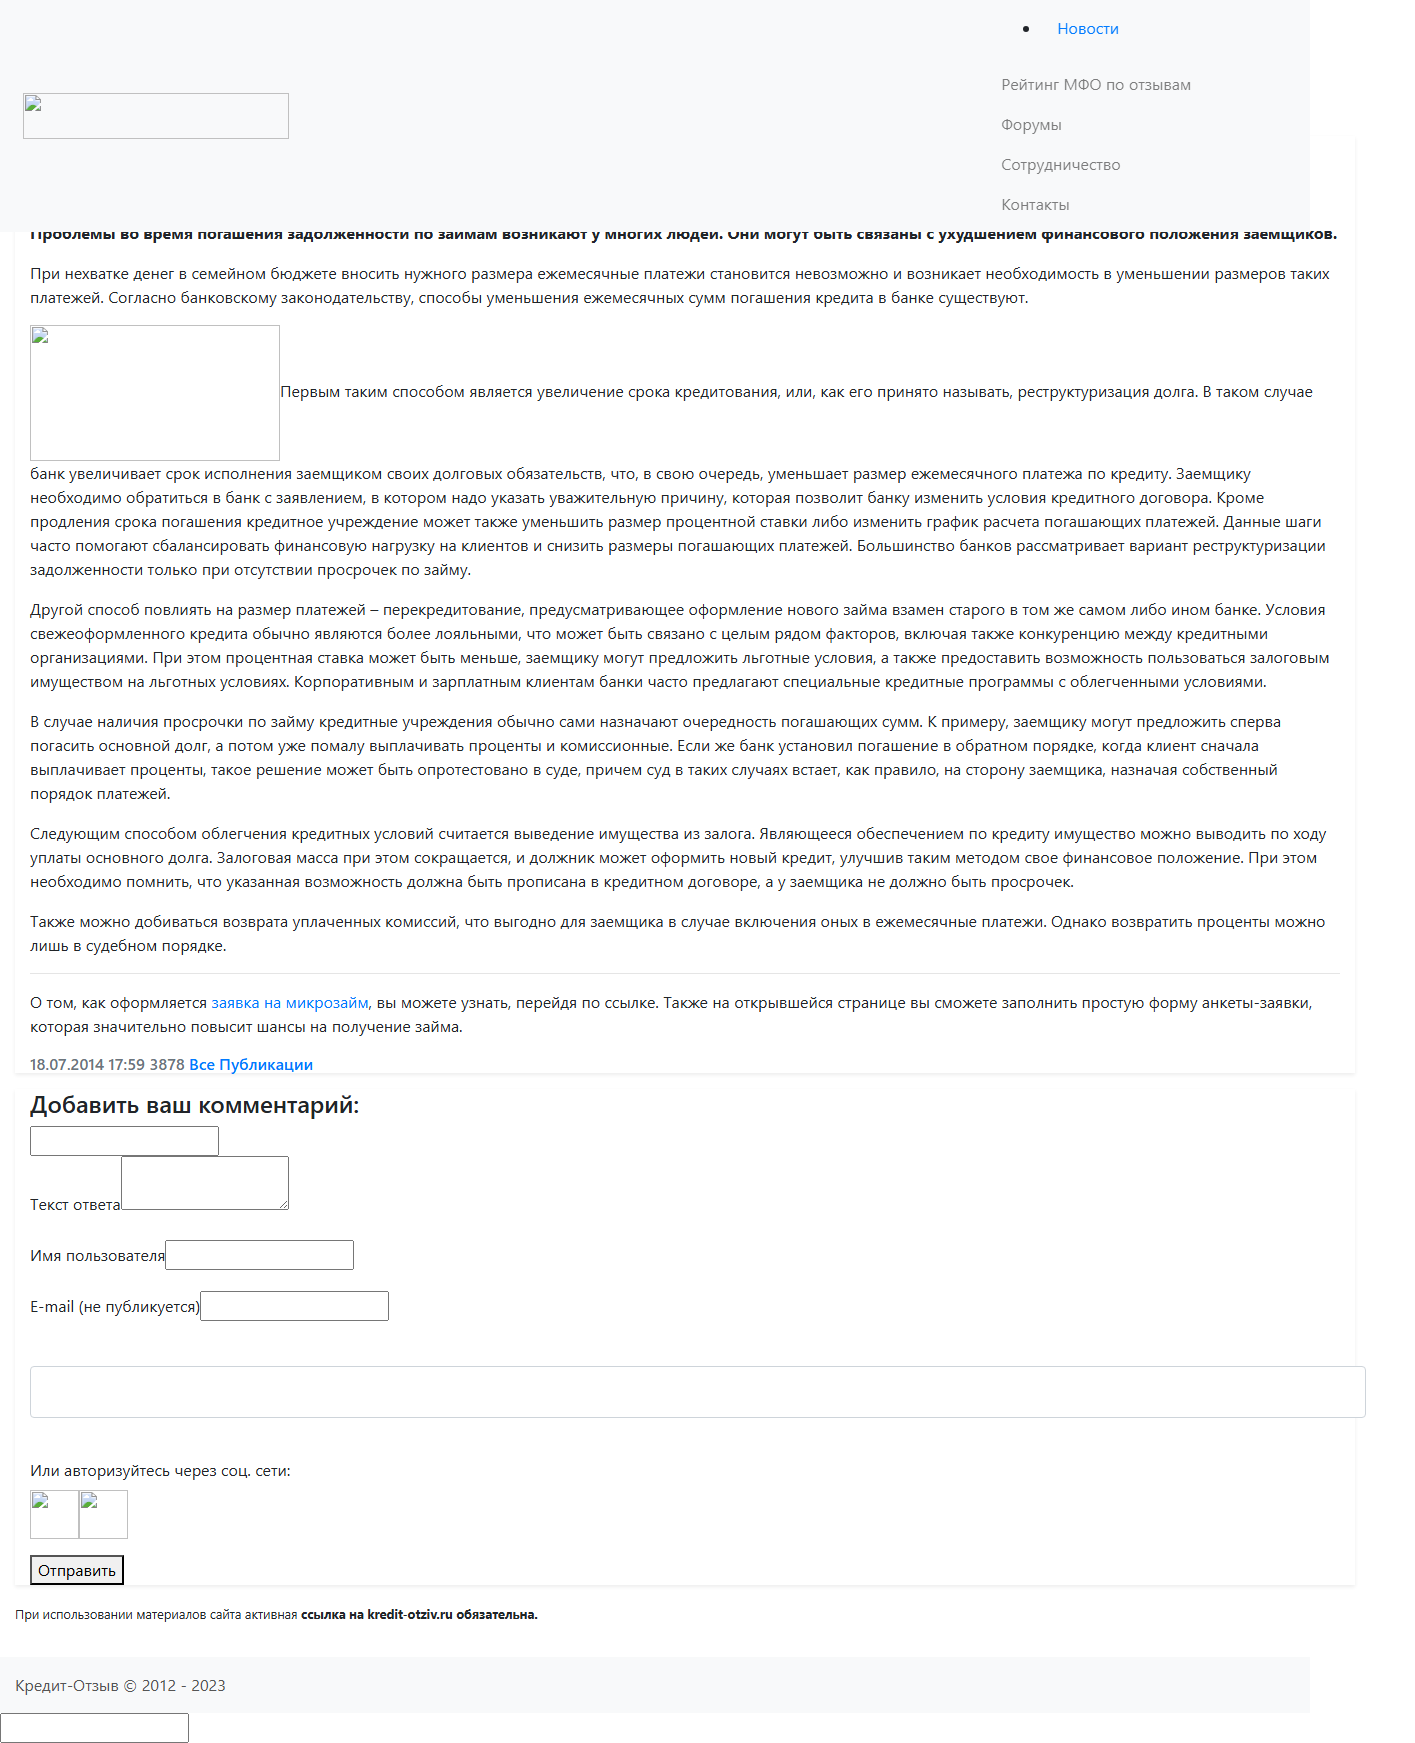 Новости
Рейтинг МФО по отзывам
Форумы
Сотрудничество
Контакты
Проблемы во время погашения задолженности по займам возникают у многих людей. Они могут быть связаны с ухудшением финансового положения заемщиков.
При нехватке денег в семейном бюджете вносить нужного размера ежемесячные платежи становится невозможно и возникает необходимость в уменьшении размеров таких
платежей. Согласно банковскому законодательству, способы уменьшения ежемесячных сумм погашения кредита в банке существуют.
Первым таким способом является увеличение срока кредитования, или, как его принято называть, реструктуризация долга. В таком случае
банк увеличивает срок исполнения заемщиком своих долговых обязательств, что, в свою очередь, уменьшает размер ежемесячного платежа по кредиту. Заемщику
необходимо обратиться в банк с заявлением, в котором надо указать уважительную причину, которая позволит банку изменить условия кредитного договора. Кроме
продления срока погашения кредитное учреждение может также уменьшить размер процентной ставки либо изменить график расчета погашающих платежей. Данные шаги
часто помогают сбалансировать финансовую нагрузку на клиентов и снизить размеры погашающих платежей. Большинство банков рассматривает вариант реструктуризации
задолженности только при отсутствии просрочек по займу.
Другой способ повлиять на размер платежей – перекредитование, предусматривающее оформление нового займа взамен старого в том же самом либо ином банке. Условия
свежеоформленного кредита обычно являются более лояльными, что может быть связано с целым рядом факторов, включая также конкуренцию между кредитными
организациями. При этом процентная ставка может быть меньше, заемщику могут предложить льготные условия, а также предоставить возможность пользоваться залоговым
имуществом на льготных условиях. Корпоративным и зарплатным клиентам банки часто предлагают специальные кредитные программы с облегченными условиями.
В случае наличия просрочки по займу кредитные учреждения обычно сами назначают очередность погашающих сумм. К примеру, заемщику могут предложить сперва
погасить основной долг, а потом уже помалу выплачивать проценты и комиссионные. Если же банк установил погашение в обратном порядке, когда клиент сначала
выплачивает проценты, такое решение может быть опротестовано в суде, причем суд в таких случаях встает, как правило, на сторону заемщика, назначая собственный
порядок платежей.
Следующим способом облегчения кредитных условий считается выведение имущества из залога. Являющееся обеспечением по кредиту имущество можно выводить по ходу
уплаты основного долга. Залоговая масса при этом сокращается, и должник может оформить новый кредит, улучшив таким методом свое финансовое положение. При этом
необходимо помнить, что указанная возможность должна быть прописана в кредитном договоре, а у заемщика не должно быть просрочек.
Также можно добиваться возврата уплаченных комиссий, что выгодно для заемщика в случае включения оных в ежемесячные платежи. Однако возвратить проценты можно
лишь в судебном порядке.
О том, как оформляется заявка на микрозайм, вы можете узнать, перейдя по ссылке. Также на открывшейся странице вы сможете заполнить простую форму анкеты-заявки,
которая значительно повысит шансы на получение займа.
18.07.2014 17:59 3878 Все Публикации
Добавить ваш комментарий:
Текст ответа
Имя пользователя
E-mail (не публикуется)
Или авторизуйтесь через соц. сети:
Отправить
При использовании материалов сайта активная ссылка на kredit-otziv.ru обязательна.
Кредит-Отзыв © 2012 - 2023